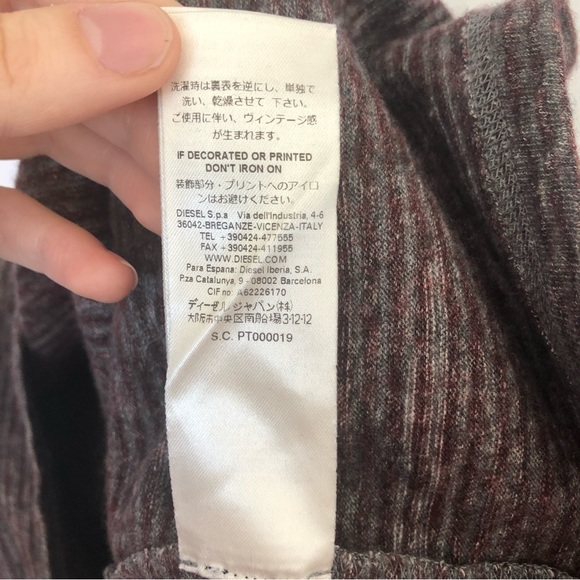 洗濯時は裏表を逆にし、単独で
洗い、乾燥させて 下さい。
ご使用に伴い、ヴィンテージ感
が生まれます。
IF DECORATED OR PRINTED
DON'T IRON ON
装飾部分・プリントへのアイロ
ンはお避けください。
DIESEL S.p.a Via dell'Industria, 4-6
36042-BREGANZE-VICENZA-ITALY
TEL +390424-477555
FAX +390424-411955
WWW.DIESEL.COM
Para Espana: Diesel Iberia, S.A.
P.za Catalunya, 9 - 08002 Barcelona
CIF no: A62226170
ディーゼル ジャパン(株)
大阪市中央区南船場3-12-12
S.C. PT000019